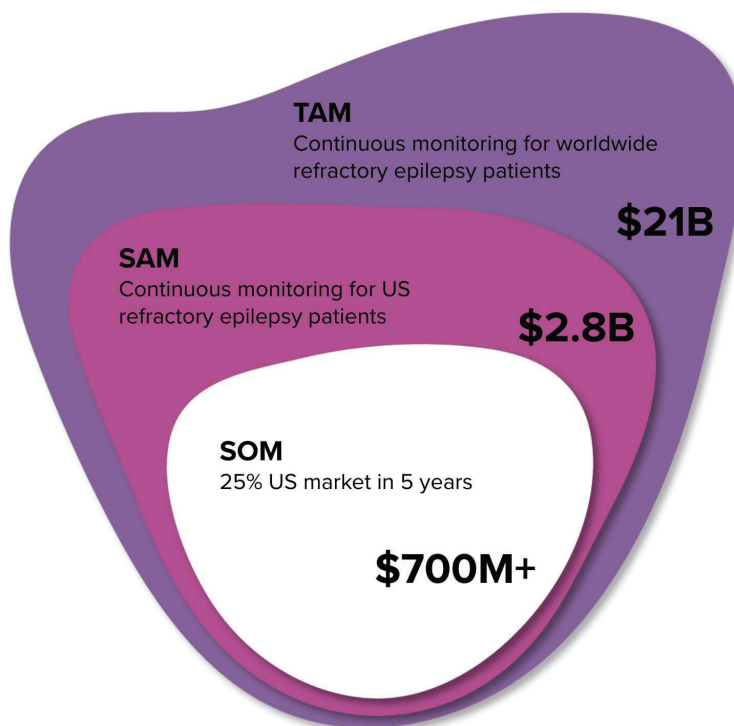 TAM
Continuous monitoring for worldwide
refractory epilepsy patients
$21B
SAM
Continuous monitoring for US
refractory epilepsy patients
$2.8B
SOM
25% US market in 5 years
$700M+